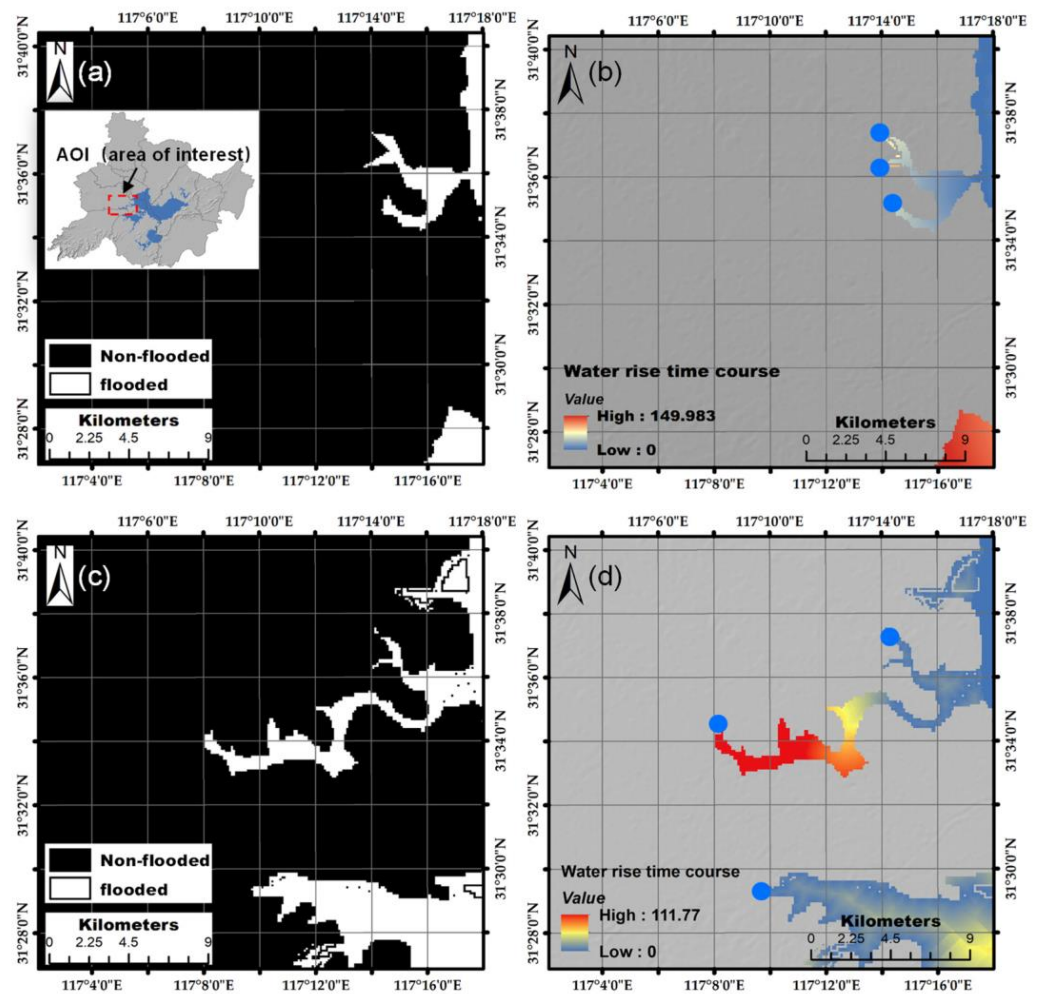 117°6'0"E 117°10'0"E 117°14'0"E 117°18'0"E
N
(a)
AOI (area of interest)
Non-flooded
flooded
Kilometers
0 2.25 4.5 9
31°40'0"N
31°36'0"N
31°32'0"N
31°28'0"N
31°38'0"N
31°34'0"N
31°30'0"N
117°4'0"E 117°8'0"E 117°12'0"E 117°16'0"E
117°6'0"E 117°10'0"E 117°14'0"E 117°18'0"E
N
(b)
Water rise time course
Value
High : 149.983
Low : 0
Kilometers
0 2.25 4.5 9
31°40'0"N
31°36'0"N
31°32'0"N
31°28'0"N
31°38'0"N
31°34'0"N
31°30'0"N
117°4'0"E 117°8'0"E 117°12'0"E 117°16'0"E
117°6'0"E 117°10'0"E 117°14'0"E 117°18'0"E
N
(c)
Non-flooded
flooded
Kilometers
0 2.25 4.5 9
31°40'0"N
31°36'0"N
31°32'0"N
31°28'0"N
31°38'0"N
31°34'0"N
31°30'0"N
117°4'0"E 117°8'0"E 117°12'0"E 117°16'0"E
117°6'0"E 117°10'0"E 117°14'0"E 117°18'0"E
N
(d)
Water rise time course
Value
High : 111.77
Low : 0
Kilometers
0 2.25 4.5 9
31°40'0"N
31°36'0"N
31°32'0"N
31°28'0"N
31°38'0"N
31°34'0"N
31°30'0"N
117°4'0"E 117°8'0"E 117°12'0"E 117°16'0"E